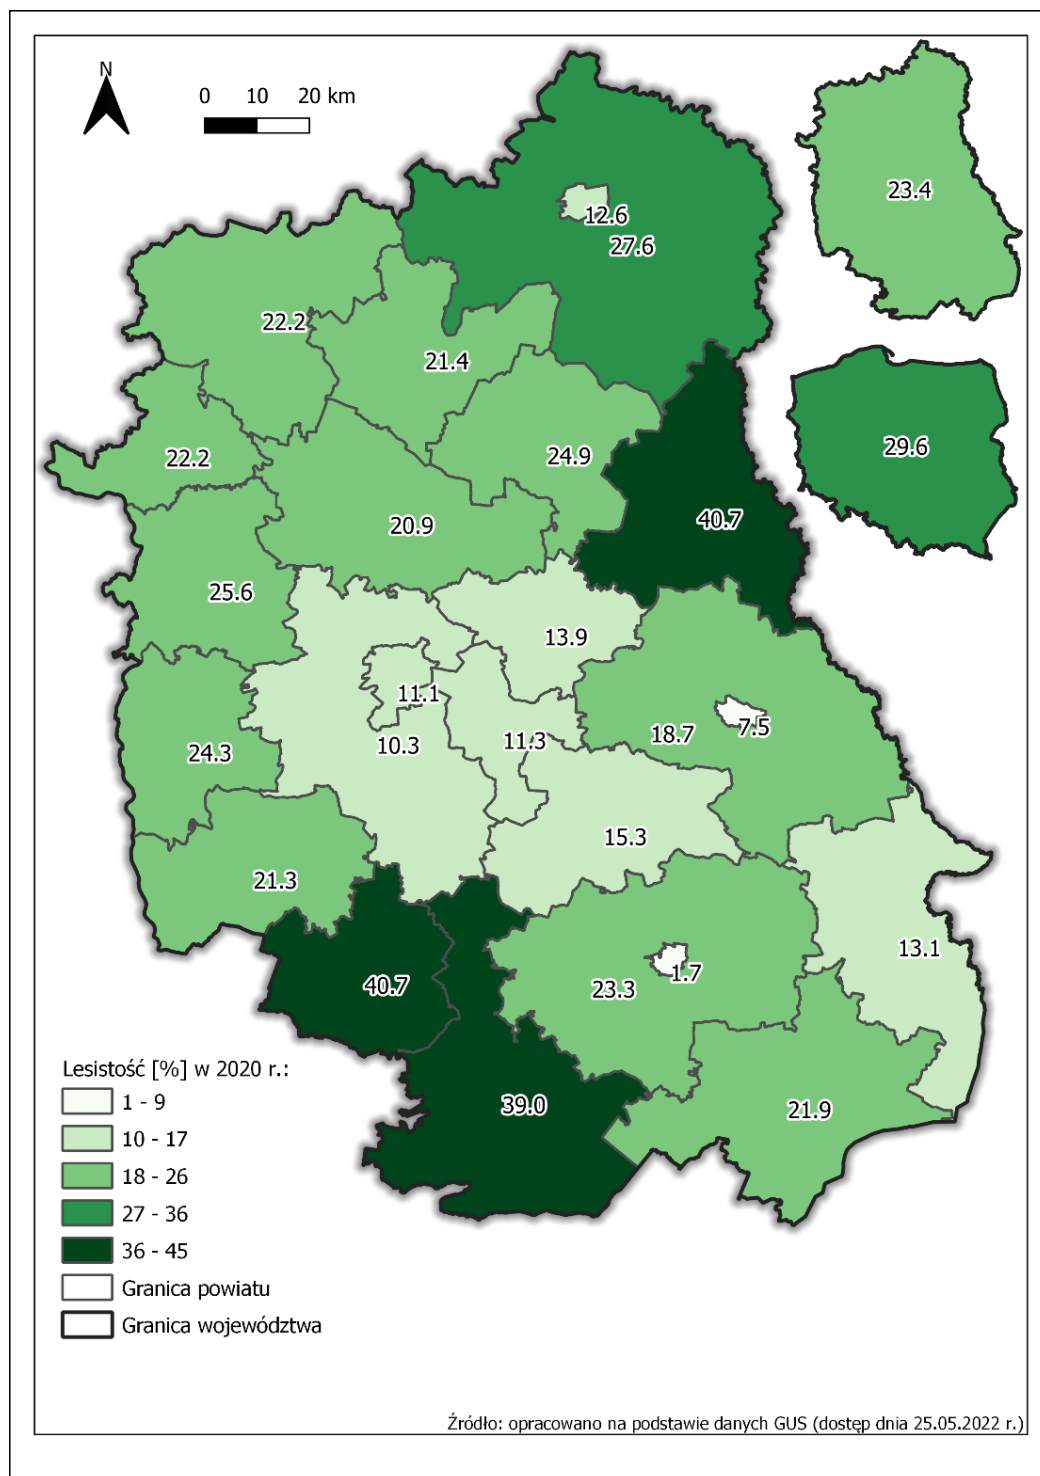 N
0 10 20 km
23.4
12.6
27.6
22.2
21.4
29.6
22.2
24.9
20.9
40.7
25.6
13.9
11.1
18.7
7.5
10.3
11.3
24.3
15.3
21.3
13.1
40.7
23.3
1.7
39.0
21.9
Lesistość [%] w 2020 r.:
1 - 9
10 - 17
18 - 26
27 - 36
36 - 45
Granica powiatu
Granica województwa
Źródło: opracowano na podstawie danych GUS (dostęp dnia 25.05.2022 r.)